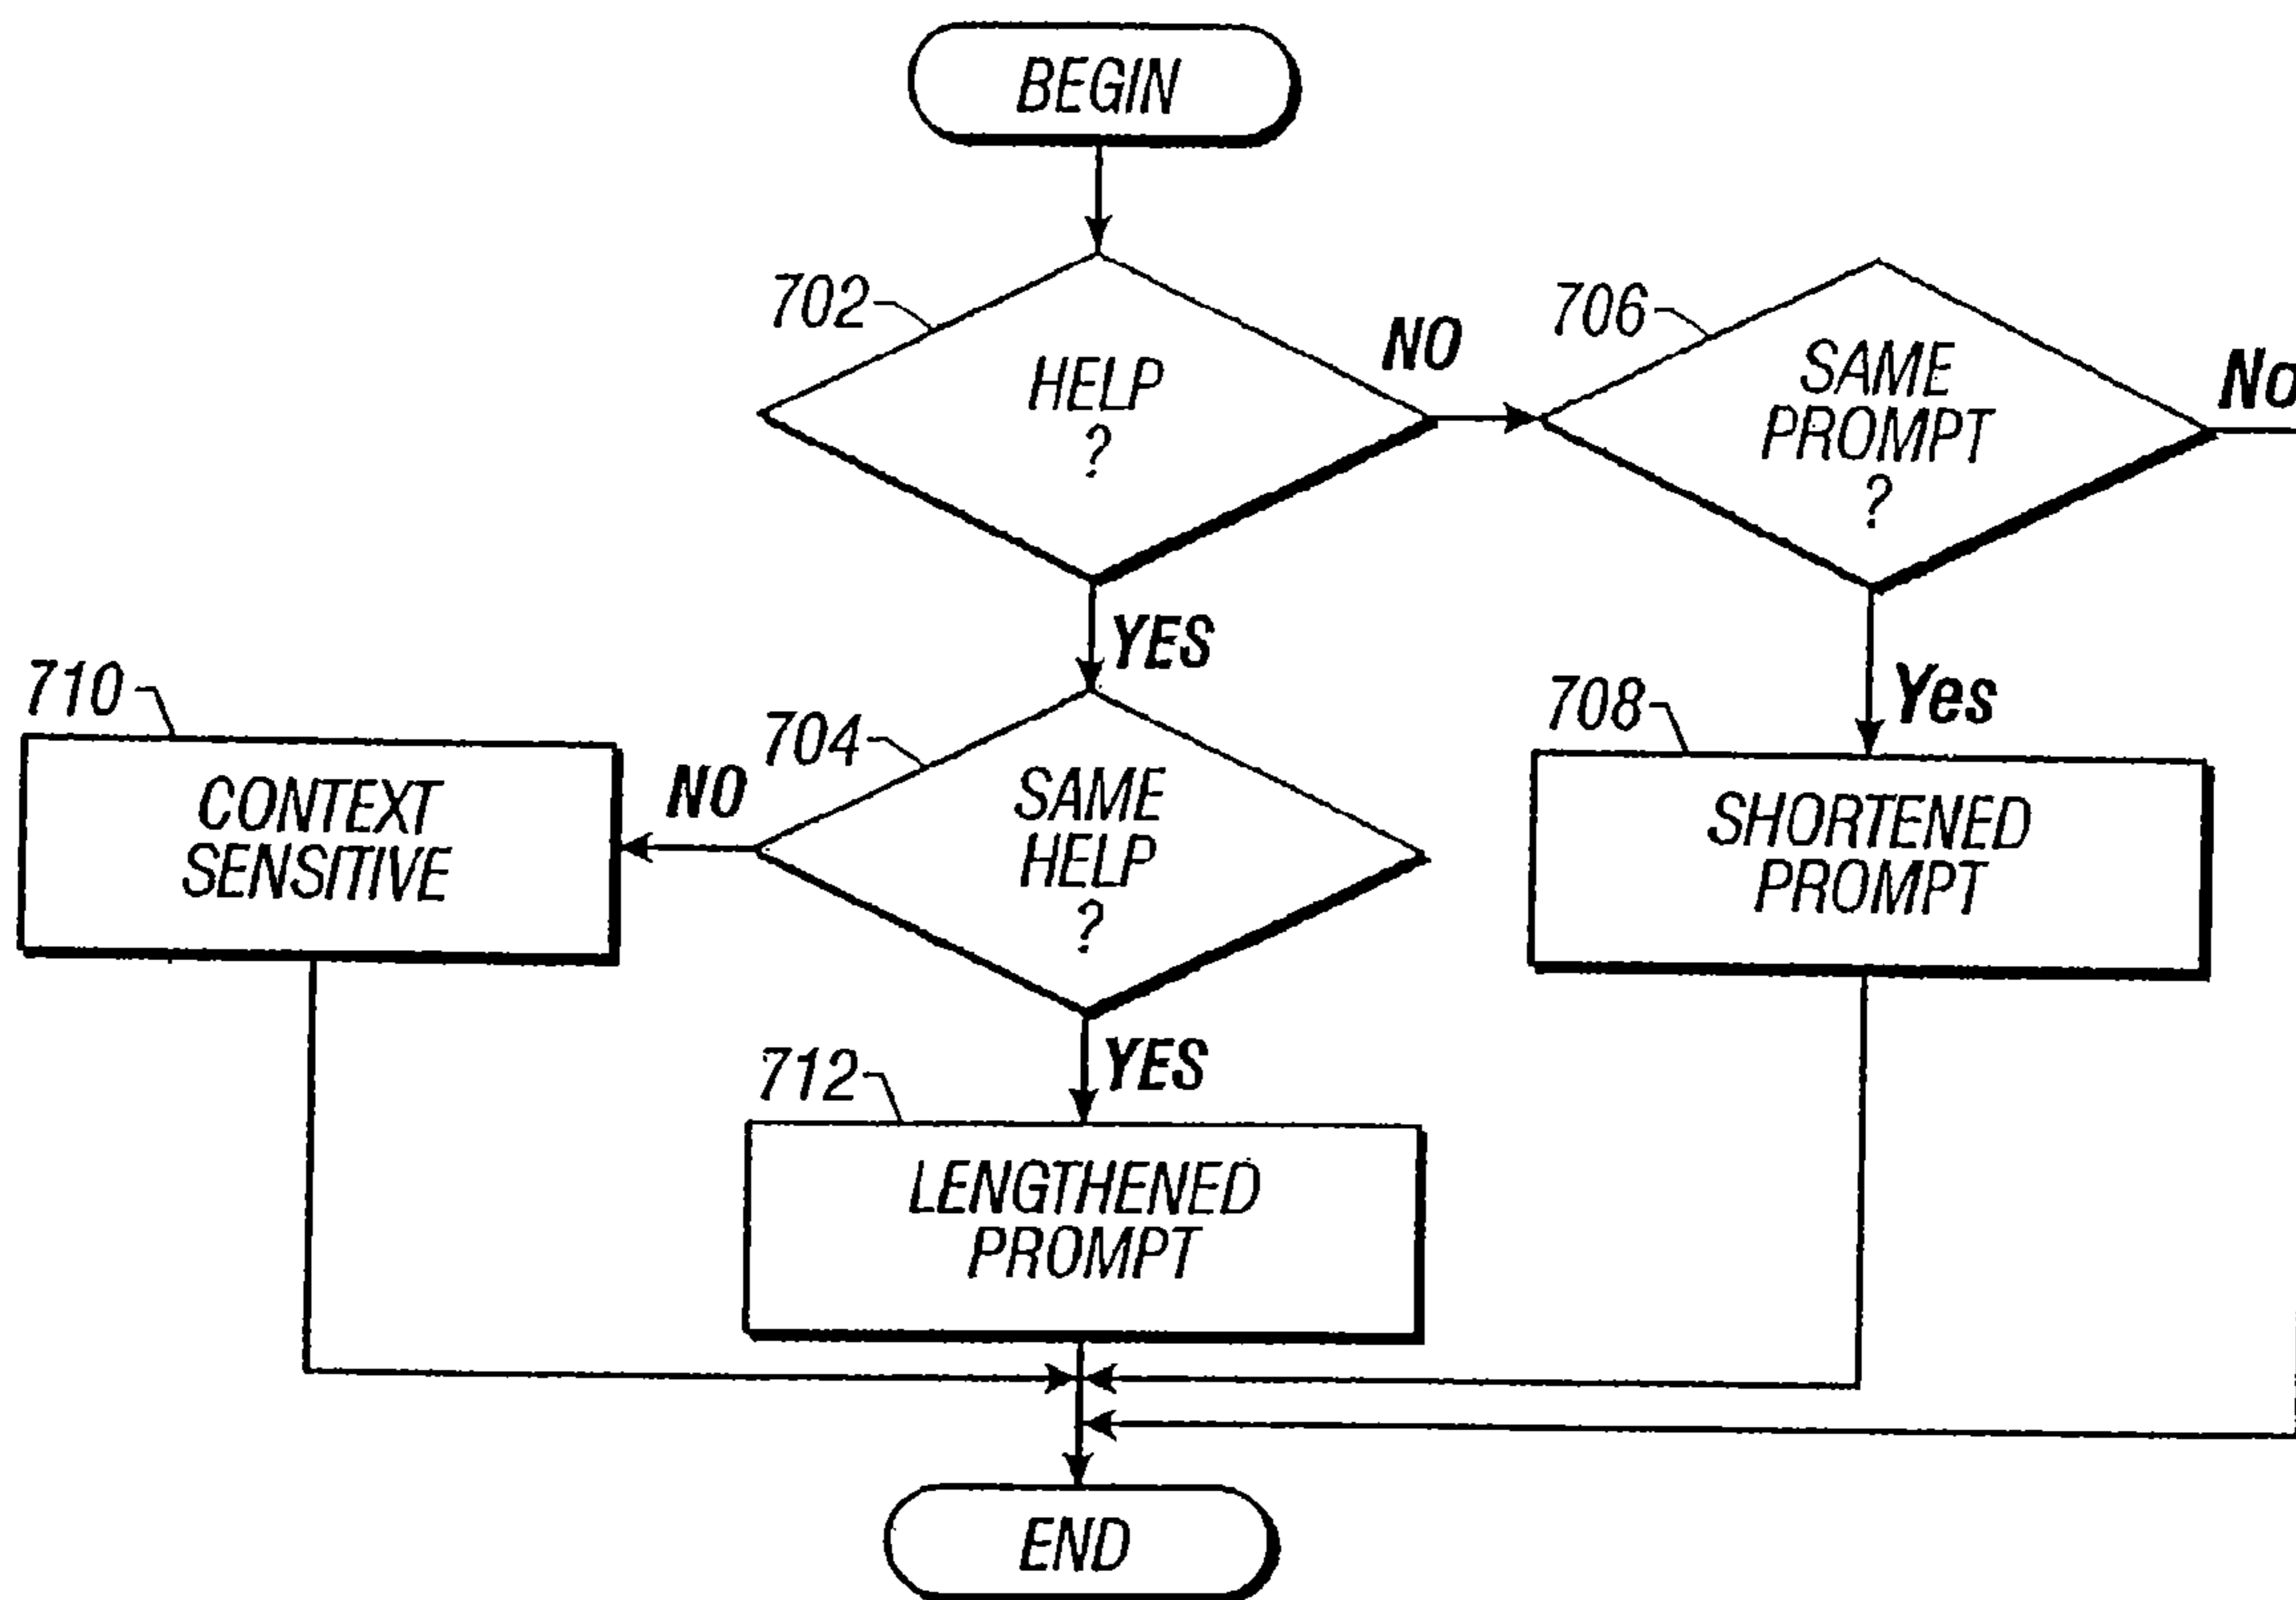 BEGIN
702
HELP
?
NO
706
SAME
PROMPT
?
NO
YES
Yes
710
CONTEXT
SENSITIVE
NO
704
SAME
HELP
?
708
SHORTENED
PROMPT
YES
712
LENGTHENED
PROMPT
END